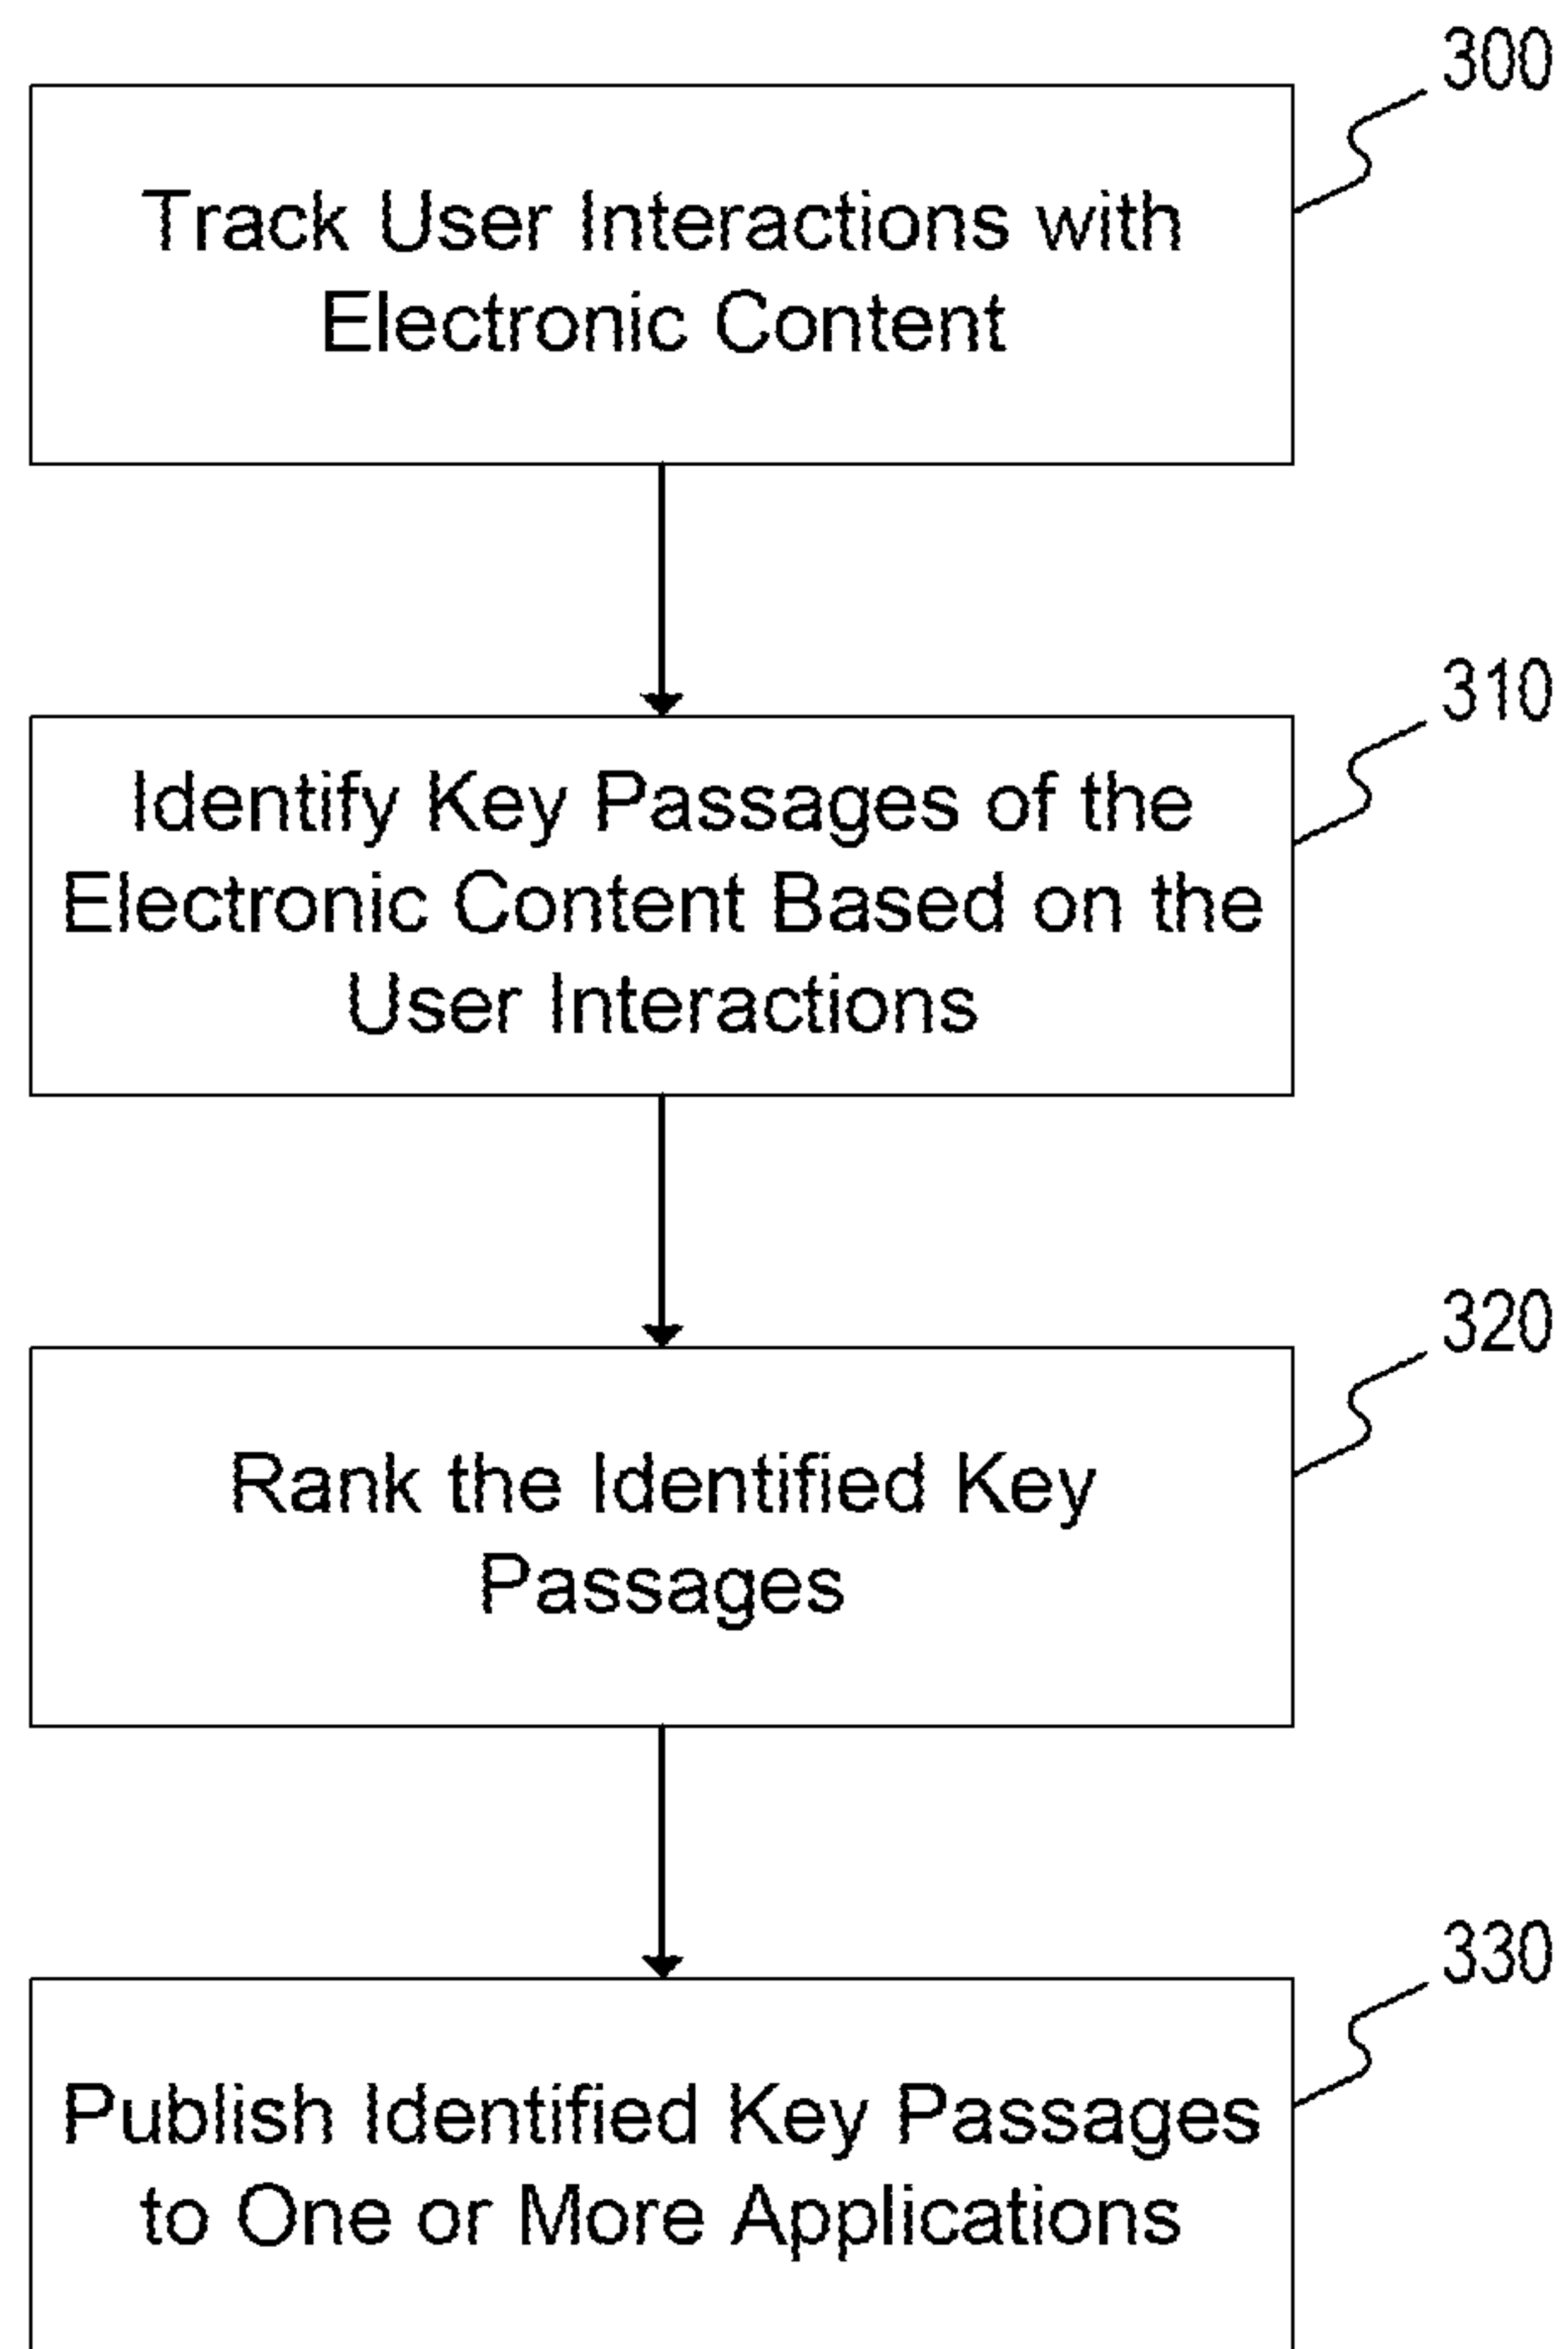 300
Track User Interactions with
Electronic Content
310
Identify Key Passages of the
Electronic Content Based on the
User Interactions
320
Rank the Identified Key
Passages
330
Publish Identified Key Passages
to One or More Applications